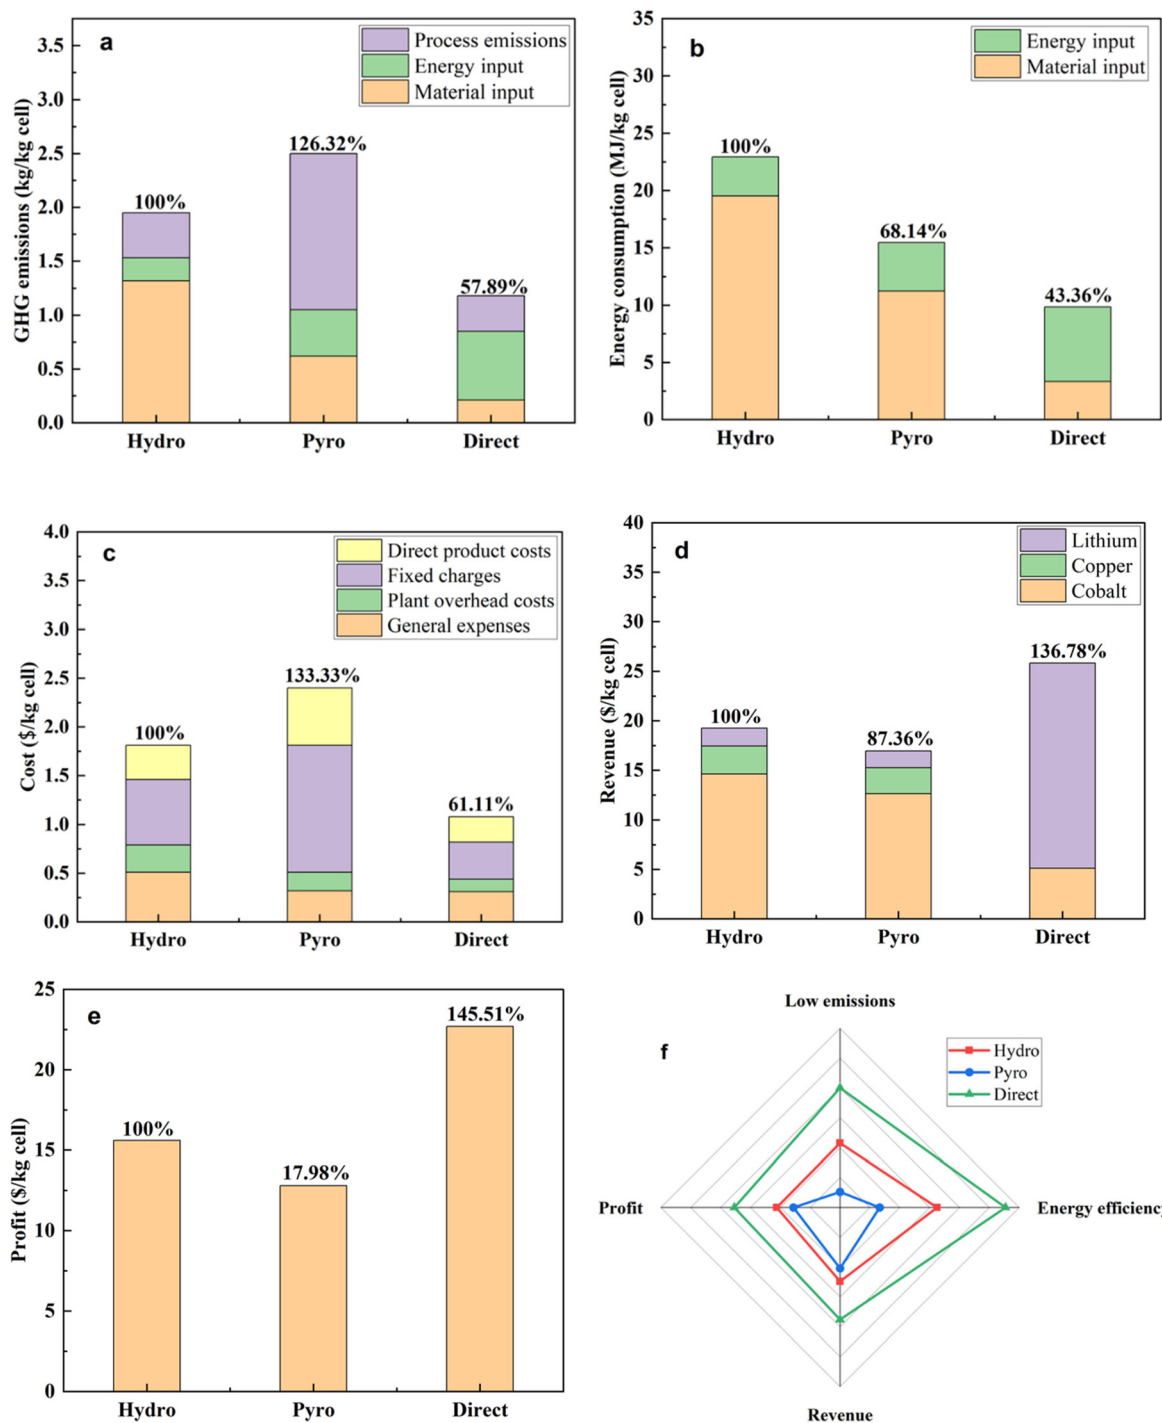 a
Process emissions
Energy input
Material input
GHG emissions (kg/kg cell)
3.5
3.0
2.5
2.0
1.5
1.0
0.5
0.0
100%
126.32%
57.89%
Hydro Pyro Direct
b
Energy input
Material input
Energy consumption (MJ/kg cell)
35
30
25
20
15
10
5
0
100%
68.14%
43.36%
Hydro Pyro Direct
c
Direct product costs
Fixed charges
Plant overhead costs
General expenses
Cost ($/kg cell)
4.0
3.5
3.0
2.5
2.0
1.5
1.0
0.5
0.0
100%
133.33%
61.11%
Hydro Pyro Direct
d
Lithium
Copper
Cobalt
Revenue ($/kg cell)
40
35
30
25
20
15
10
5
0
100%
87.36%
136.78%
Hydro Pyro Direct
e
Profit ($/kg cell)
25
20
15
10
5
0
100%
17.98%
145.51%
Hydro Pyro Direct
f
Low emissions
Hydro
Pyro
Direct
Profit
Energy efficiency
Revenue